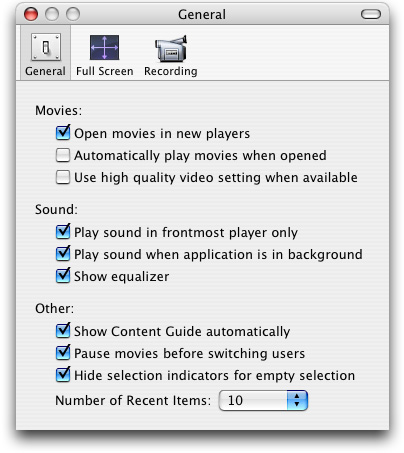 General
General Full Screen Recording
Movies:
Open movies in new players
Automatically play movies when opened
Use high quality video setting when available
Sound:
Play sound in frontmost player only
Play sound when application is in background
Show equalizer
Other:
Show Content Guide automatically
Pause movies before switching users
Hide selection indicators for empty selection
Number of Recent Items: 10